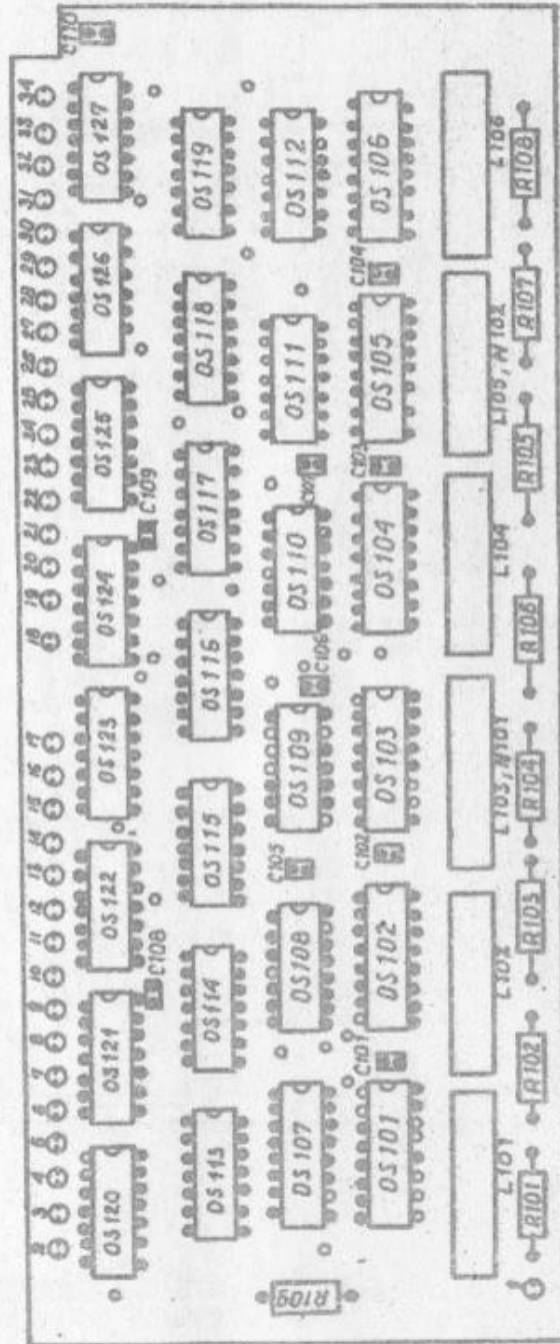 2 3 4 5 6 7 8 9 10 11 12 13 14 15 16 17 18 19 20 21 22 23 24 25 26 27 28 29 30 31 32 33 34
C110
DS120 DS121 DS122 DS123 DS124 DS125 DS126 DS127
C108 C109
DS113 DS114 DS115 DS116 DS117 DS118 DS119
C105
R109 DS107 DS108 DS109 DS110 DS111 DS112
C106
C101 C102 C103 C104
DS101 DS102 DS103 DS104 DS105 DS106
L101 L102 L103,N101 L104 L105,N102 L106
1
R101 R102 R103 R104 R106 R105 R107 R108